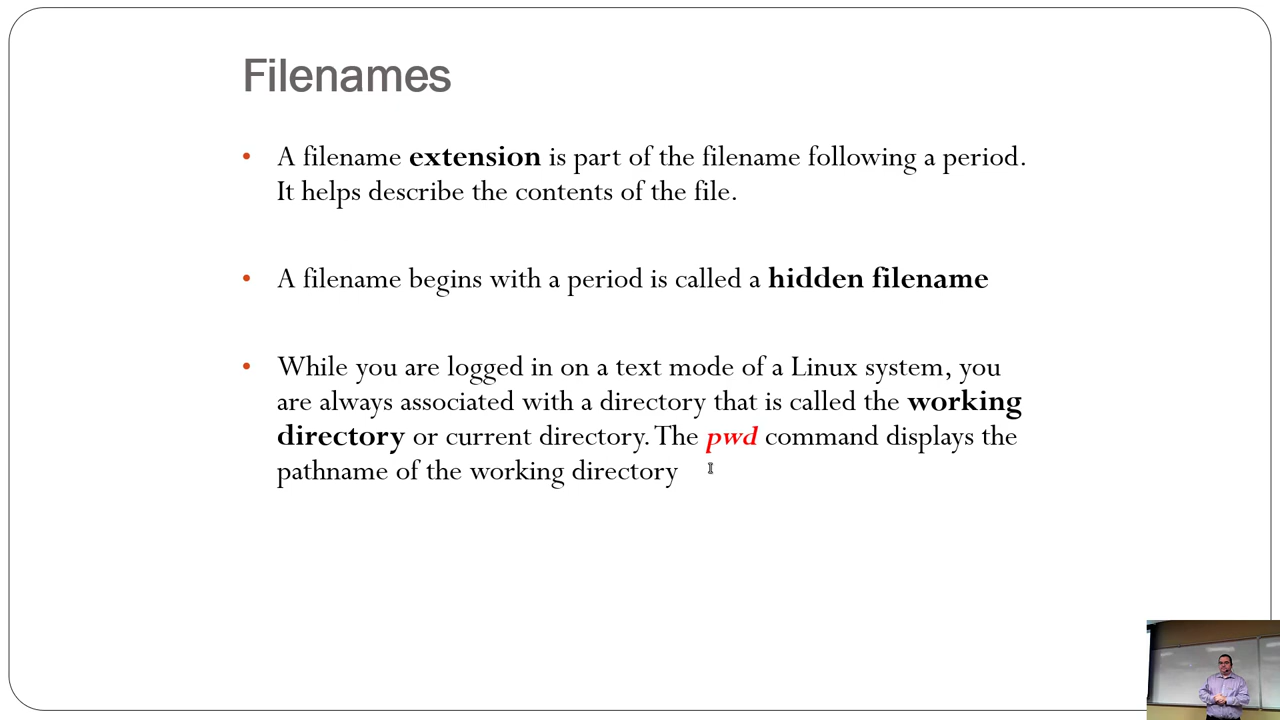 Filenames
• A filename extension is part of the filename following a period.
It helps describe the contents of the file.
• A filename begins with a period is called a hidden filename
• While you are logged in on a text mode of a Linux system, you
are always associated with a directory that is called the working
directory or current directory. The pwd command displays the
pathname of the working directory